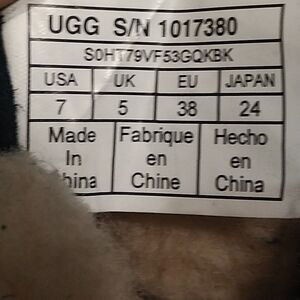 UGG S/N 1017380
S0HT79VF53GQKBK
USA UK EU JAPAN
7 5 38 24
Made Fabrique Hecho
In en en
China Chine China